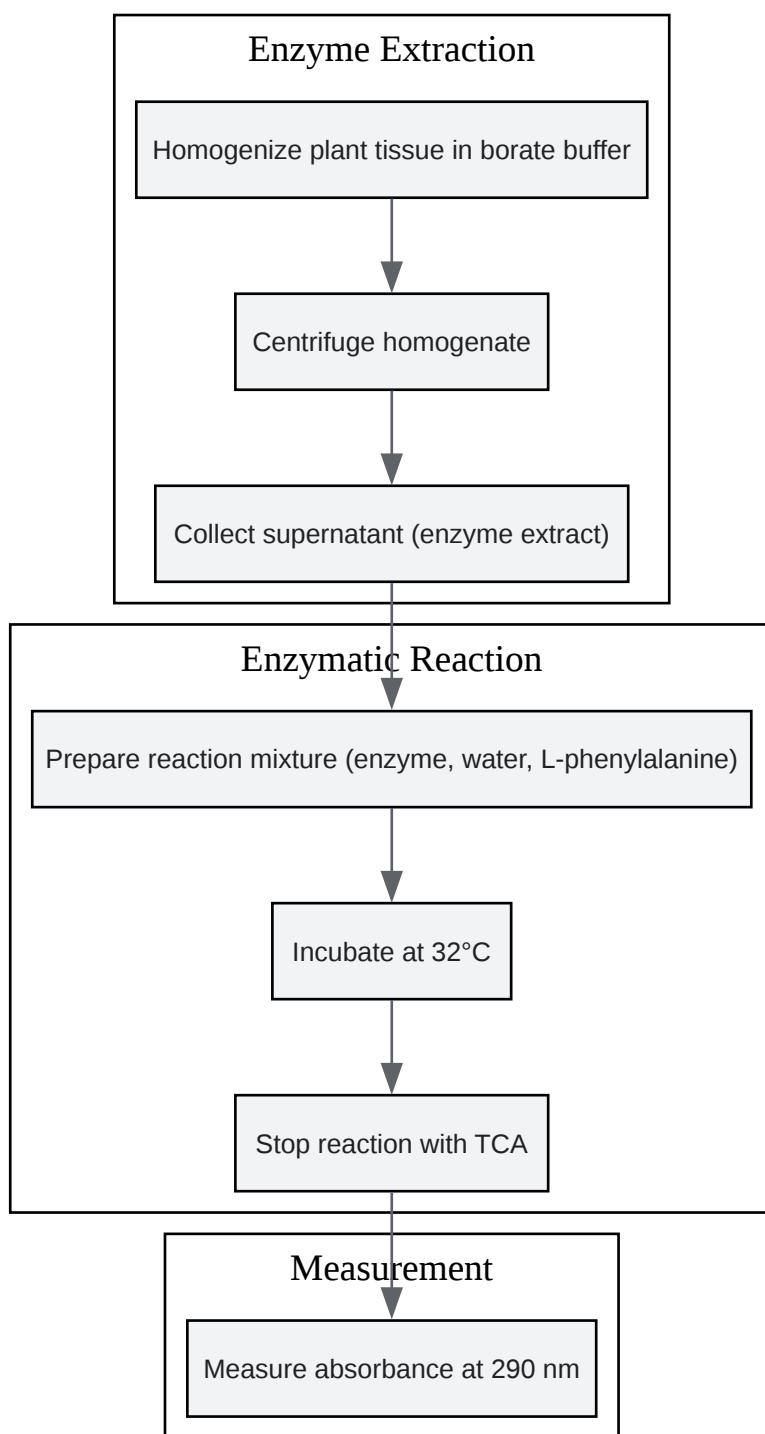 Enzyme Extraction
Homogenize plant tissue in borate buffer
Centrifuge homogenate
Collect supernatant (enzyme extract)
Enzymatic Reaction
Prepare reaction mixture (enzyme, water, L-phenylalanine)
Incubate at 32°C
Stop reaction with TCA
Measurement
Measure absorbance at 290 nm